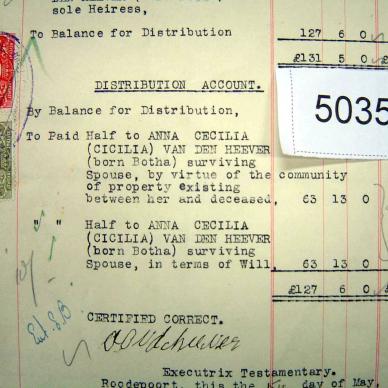 sole Heiress,
To Balance for Distribution 127 6 0
£131 5 0
DISTRIBUTION ACCOUNT.
5035
By Balance for Distribution,
To Paid Half to ANNA CECILIA
(CICILIA) VAN DEN HEEVER
(born Botha) surviving
Spouse, by virtue of the community
of property existing
between her and deceased, 63 13 0
" " Half to ANNA CECILIA
(CICILIA) VAN DEN HEEVER
(born Botha) surviving
Spouse, in terms of Will, 63 13 0
£127 6 0
CERTIFIED CORRECT.
Executrix Testamentary.
Roodepoort, this the day of May,